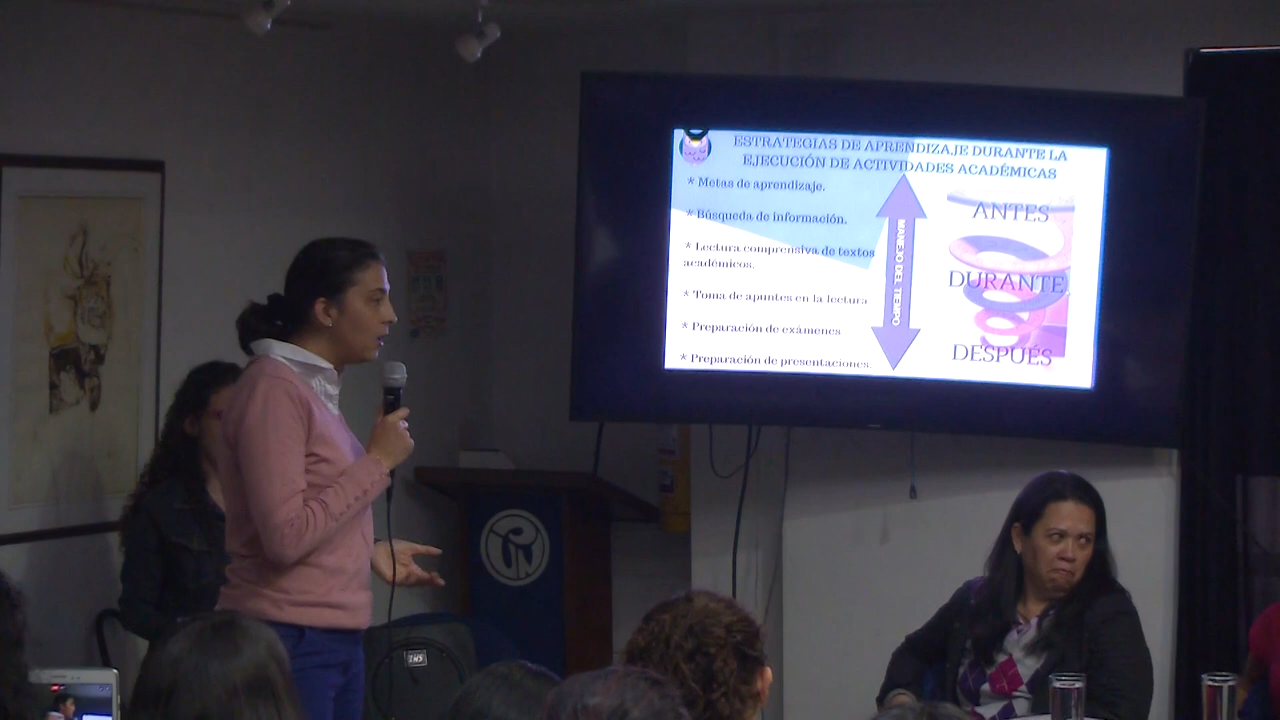 ESTRATEGIAS DE APRENDIZAJE DURANTE LA
EJECUCIÓN DE ACTIVIDADES ACADÉMICAS
* Metas de aprendizaje.
* Búsqueda de información.
* Lectura comprensiva de textos
académicos.
* Toma de apuntes en la lectura
* Preparación de exámenes
* Preparación de presentaciones.
MANEJO DEL TIEMPO
ANTES
DURANTE
DESPUÉS